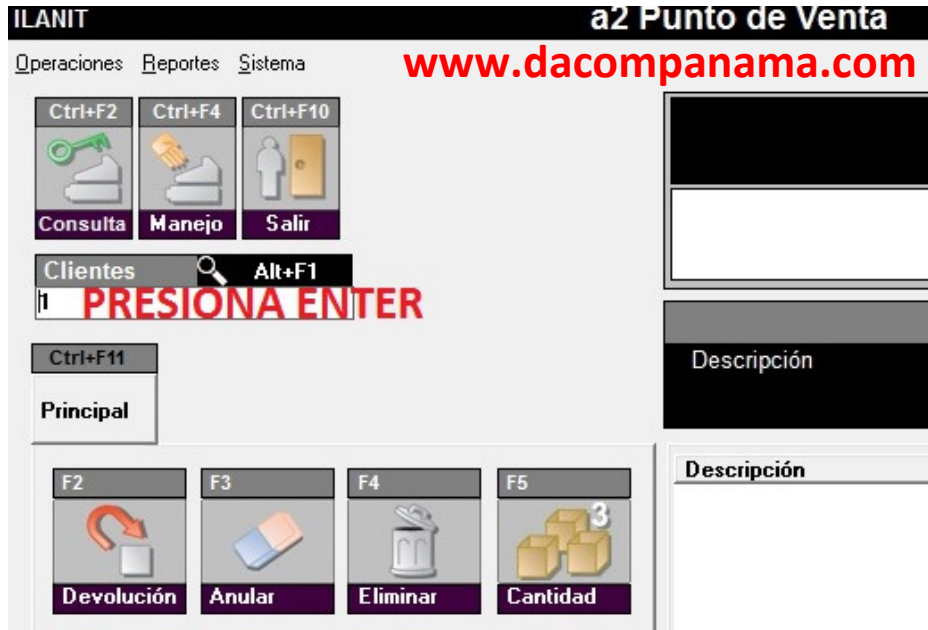 ILANIT
a2 Punto de Venta
Operaciones Reportes Sistema
www.dacompanama.com
Ctrl+F2 Ctrl+F4 Ctrl+F10
Consulta Manejo Salir
Clientes Alt+F1
1 PRESIONA ENTER
Ctrl+F11
Principal
Descripción
Descripción
F2 F3 F4 F5
3
Devolución Anular Eliminar Cantidad